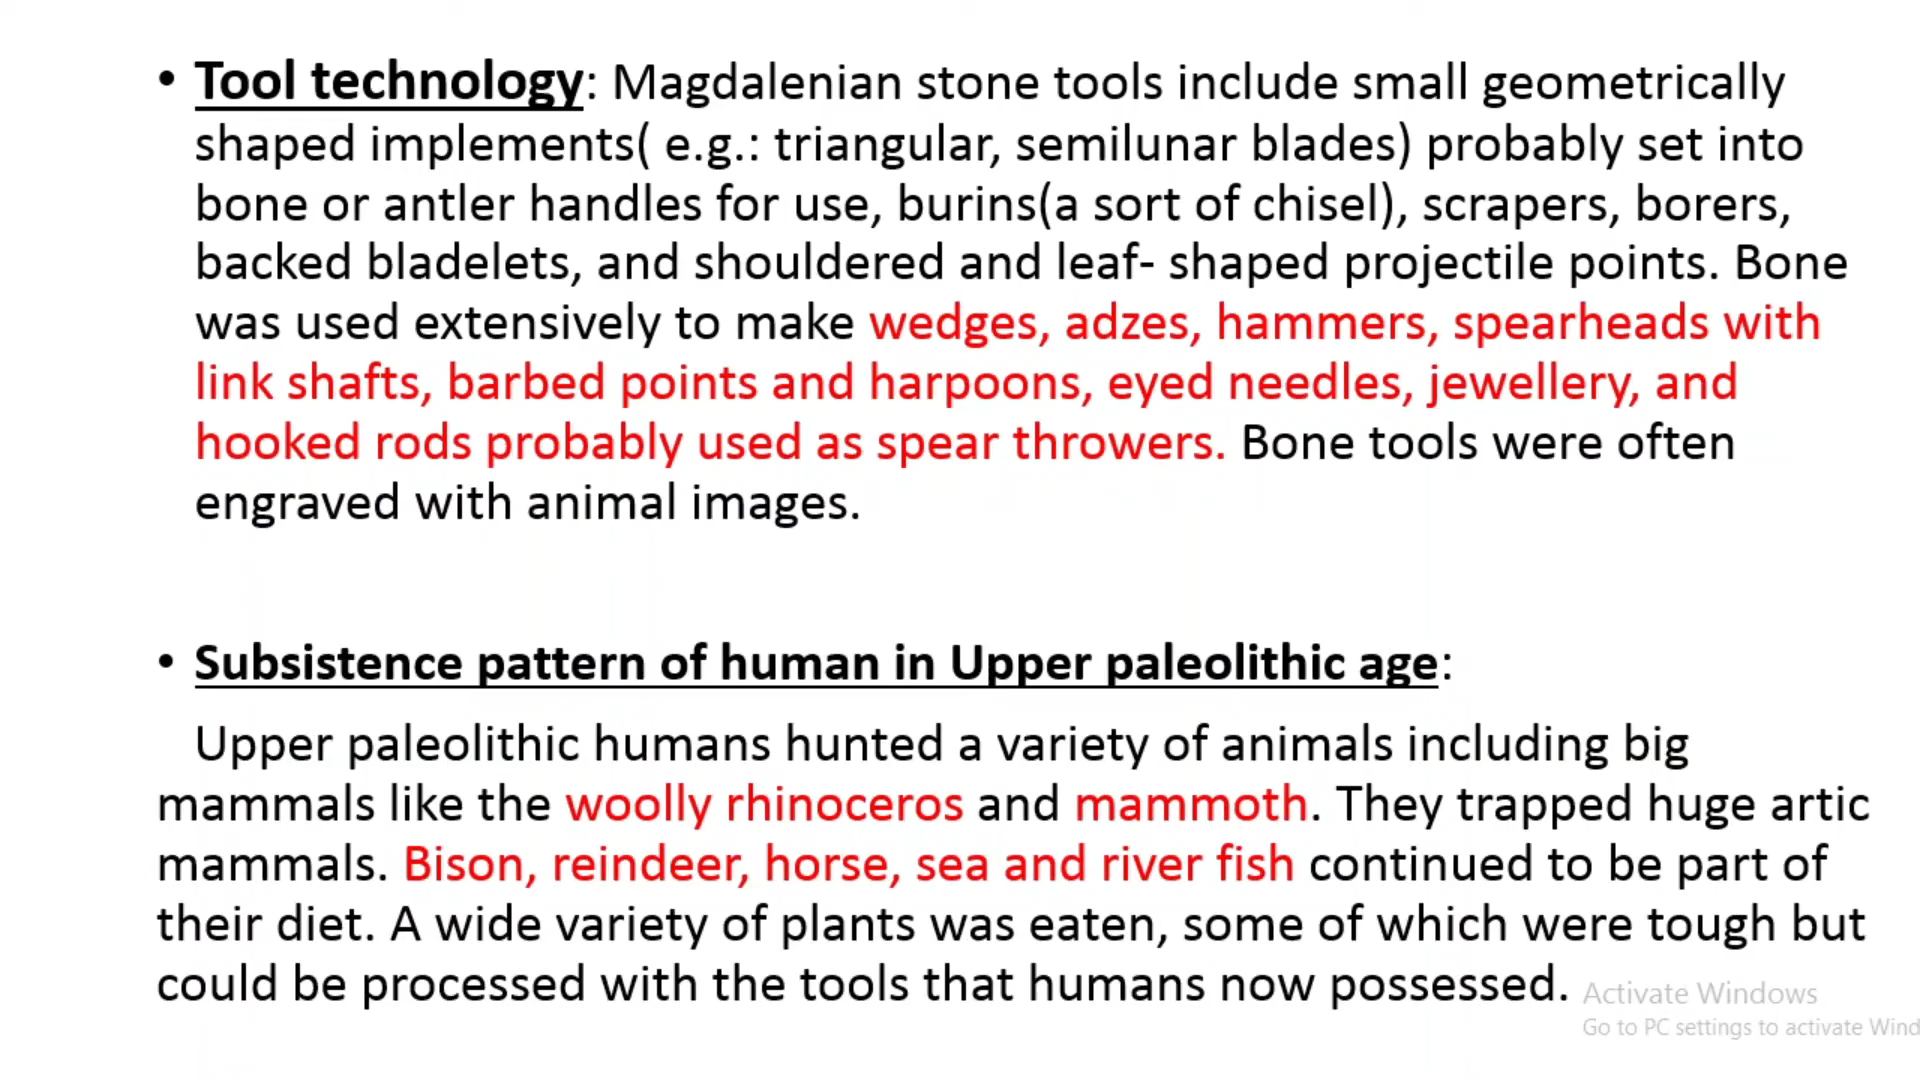 • Tool technology: Magdalenian stone tools include small geometrically
shaped implements( e.g.: triangular, semilunar blades) probably set into
bone or antler handles for use, burins(a sort of chisel), scrapers, borers,
backed bladelets, and shouldered and leaf- shaped projectile points. Bone
was used extensively to make wedges, adzes, hammers, spearheads with
link shafts, barbed points and harpoons, eyed needles, jewellery, and
hooked rods probably used as spear throwers. Bone tools were often
engraved with animal images.
• Subsistence pattern of human in Upper paleolithic age:
Upper paleolithic humans hunted a variety of animals including big
mammals like the woolly rhinoceros and mammoth. They trapped huge artic
mammals. Bison, reindeer, horse, sea and river fish continued to be part of
their diet. A wide variety of plants was eaten, some of which were tough but
could be processed with the tools that humans now possessed.
Activate Windows
Go to PC settings to activate Wind